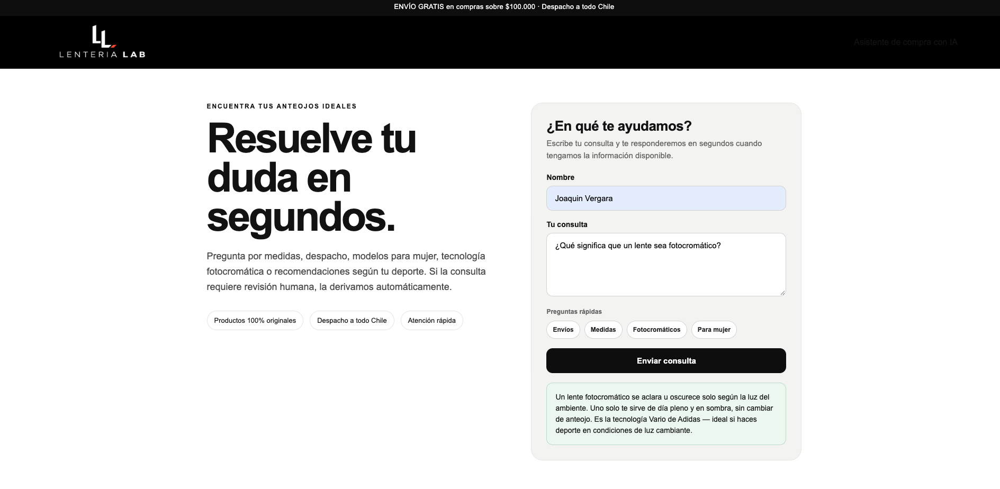 ENVÍO GRATIS en compras sobre $100.000 · Despacho a todo Chile
LL
LENTERIA LAB
Asistente de compra con IA
ENCUENTRA TUS ANTEOJOS IDEALES
Resuelve tu
duda en
segundos.
Pregunta por medidas, despacho, modelos para mujer, tecnología
fotocromática o recomendaciones según tu deporte. Si la consulta
requiere revisión humana, la derivamos automáticamente.
Productos 100% originales
Despacho a todo Chile
Atención rápida
¿En qué te ayudamos?
Escribe tu consulta y te responderemos en segundos cuando
tengamos la información disponible.
Nombre
Joaquin Vergara
Tu consulta
¿Qué significa que un lente sea fotocromático?
Preguntas rápidas
Envíos
Medidas
Fotocromáticos
Para mujer
Enviar consulta
Un lente fotocromático se aclara u oscurece solo según la luz del
ambiente. Uno solo te sirve de día pleno y en sombra, sin cambiar
de anteojo. Es la tecnología Vario de Adidas — ideal si haces
deporte en condiciones de luz cambiante.